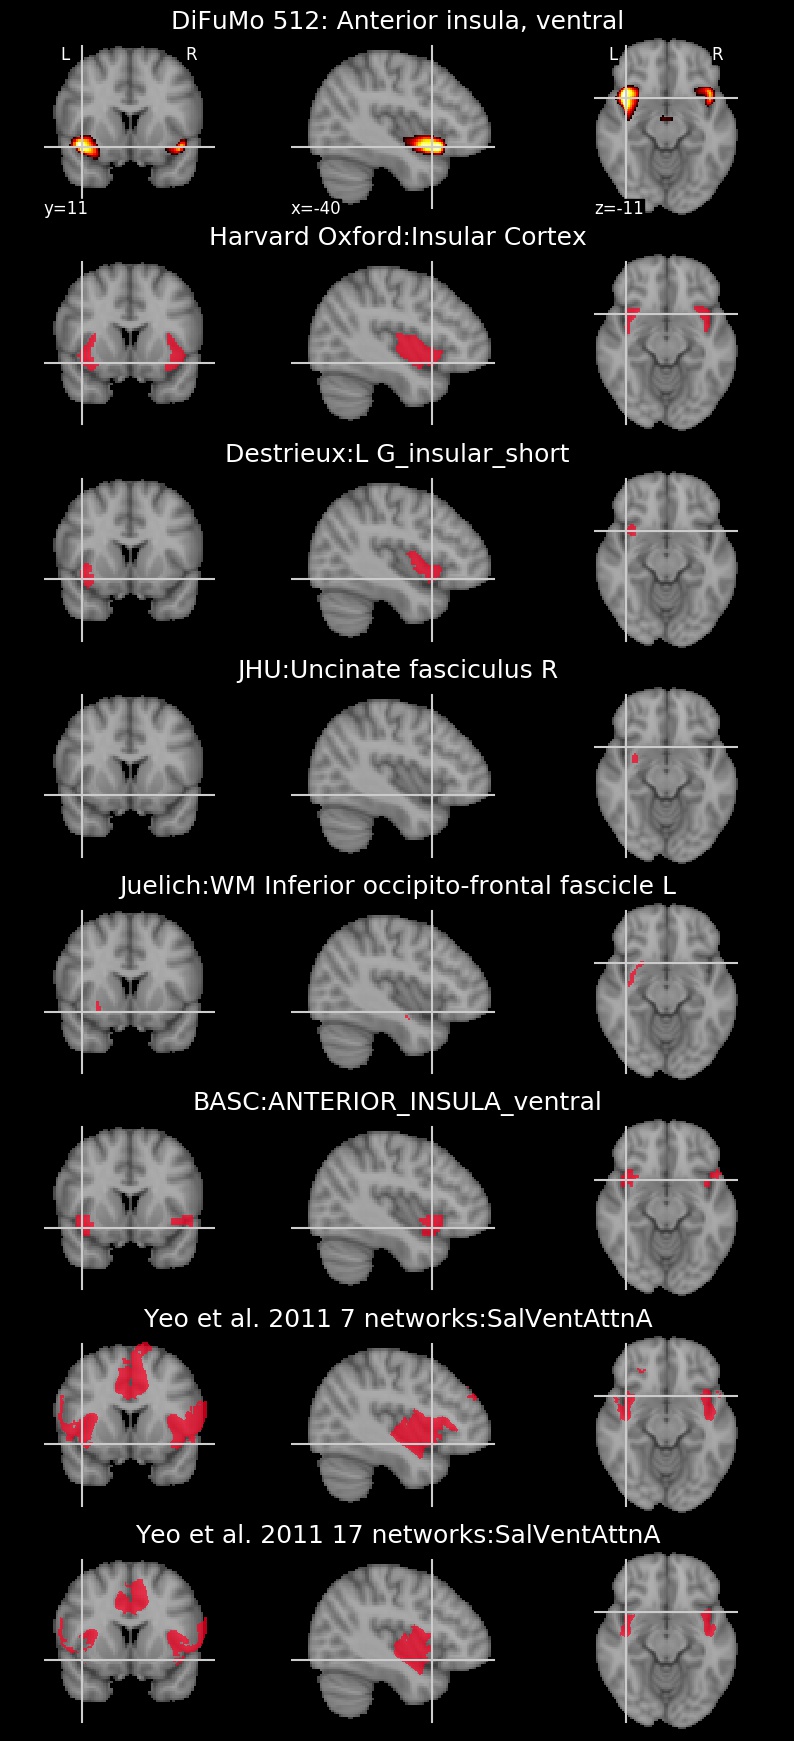 DiFuMo 512: Anterior insula, ventral
L R L R
y=11 x=-40 z=-11
Harvard Oxford:Insular Cortex
Destrieux:L G_insular_short
JHU:Uncinate fasciculus R
Juelich:WM Inferior occipito-frontal fascicle L
BASC:ANTERIOR_INSULA_ventral
Yeo et al. 2011 7 networks:SalVentAttnA
Yeo et al. 2011 17 networks:SalVentAttnA